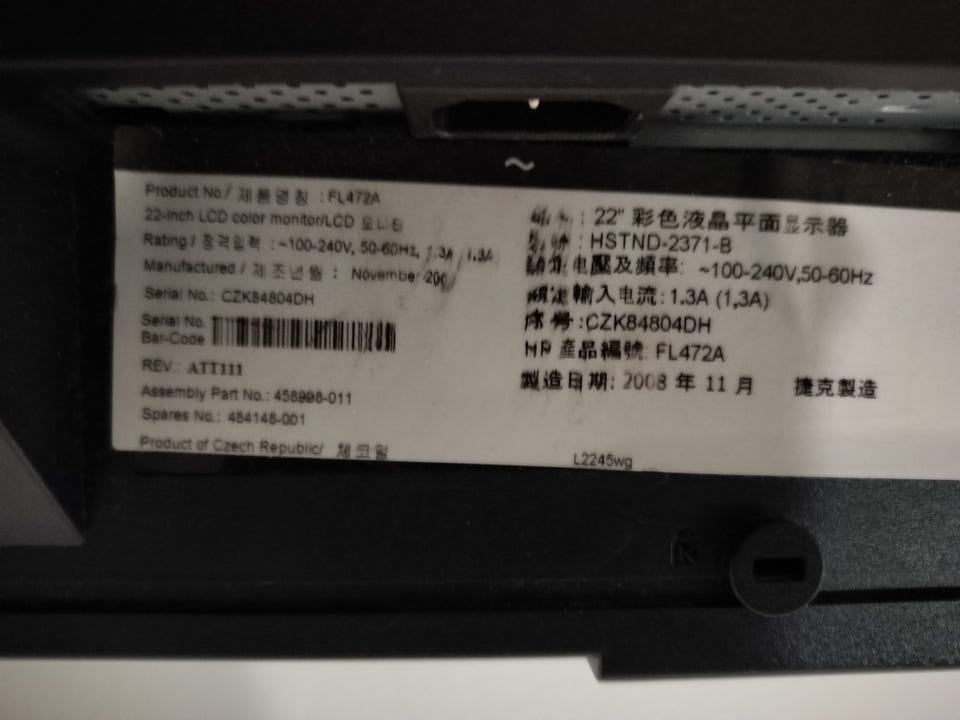 ~
Product No./ 제품명칭 : FL472A
22-inch LCD color monitor/LCD 모니터
Rating / 정격입력 : ~100-240V, 50-60Hz, 1.3A / 1,3A
Manufactured / 제조년월 : November
Serial No.: CZK84804DH
Serial No.
Bar-Code
REV.: ATT111
Assembly Part No.: 458998-011
Spares No.: 484148-001
Product of Czech Republic/ 체코
: 22" 彩色液晶平面显示器
: HSTND-2371-B
电壓及頻率: ~100-240V,50-60Hz
額定輸入电流: 1.3A (1,3A)
序号:CZK84804DH
HP 產品編號: FL472A
製造日期: 2008 年 11 月 捷克製造
L2245wg